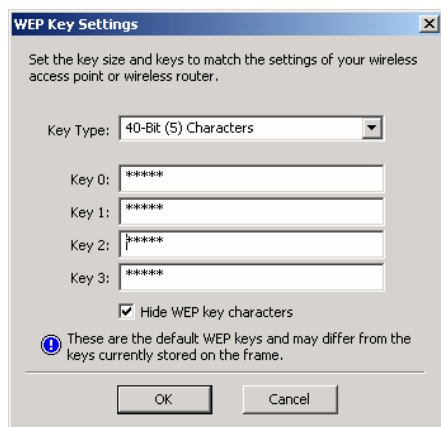 WEP Key Settings
Set the key size and keys to match the settings of your wireless
access point or wireless router.
Key Type: 40-Bit (5) Characters
Key 0: *****
Key 1: *****
Key 2: *****
Key 3: *****
Hide WEP key characters
These are the default WEP keys and may differ from the
keys currently stored on the frame.
OK Cancel